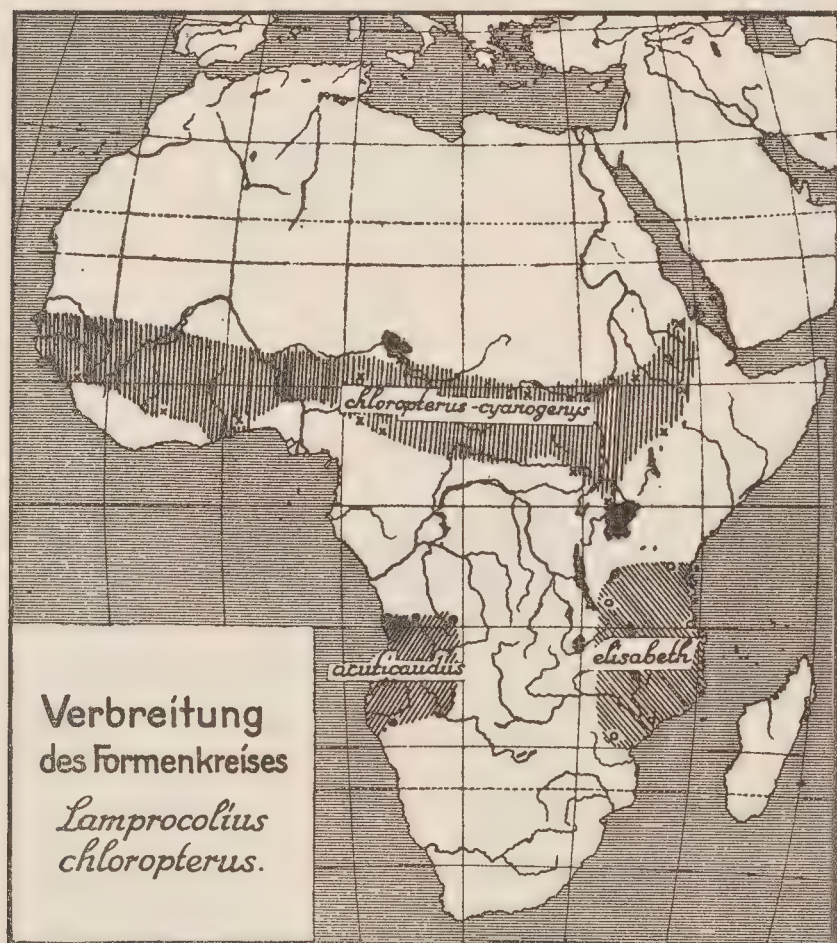 chloropterus-cyanogenys
acuticaudus
elisabeth
Verbreitung
des Formenkreises
Lamprocolius
chloropterus.